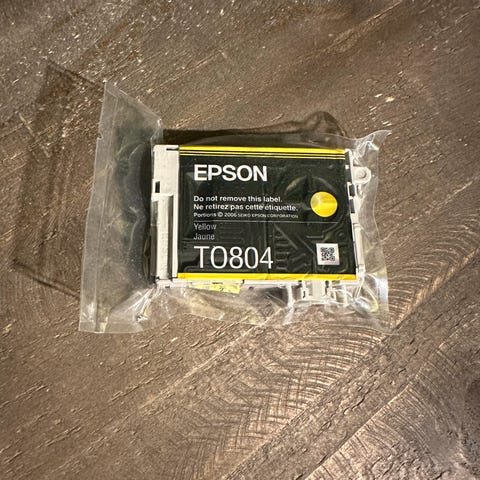 EPSON
Do not remove this label.
Ne retirez pas cette étiquette.
Portions © 2006 SEIKO EPSON CORPORATION
Yellow
Jaune
T0804